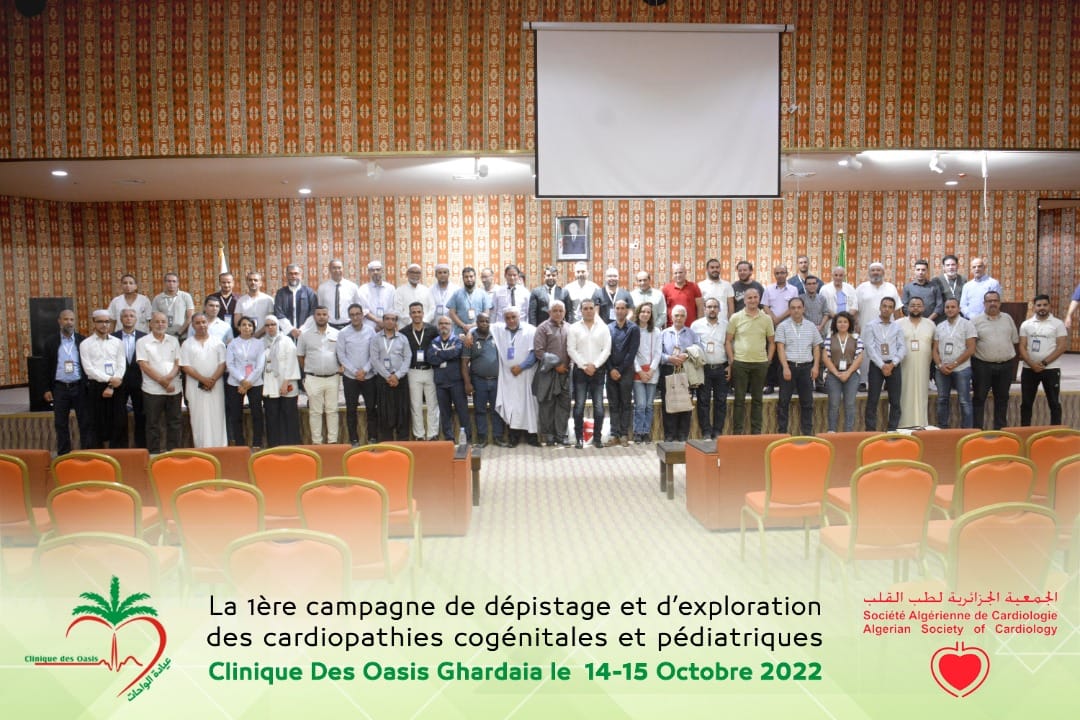 La 1ère campagne de dépistage et d'exploration
des cardiopathies cogénitales et pédiatriques
Clinique Des Oasis Ghardaia le 14-15 Octobre 2022
Clinique des Oasis
عيادة الواحات
الجمعية الجزائرية لطب القلب
Société Algérienne de Cardiologie
Algerian Society of Cardiology